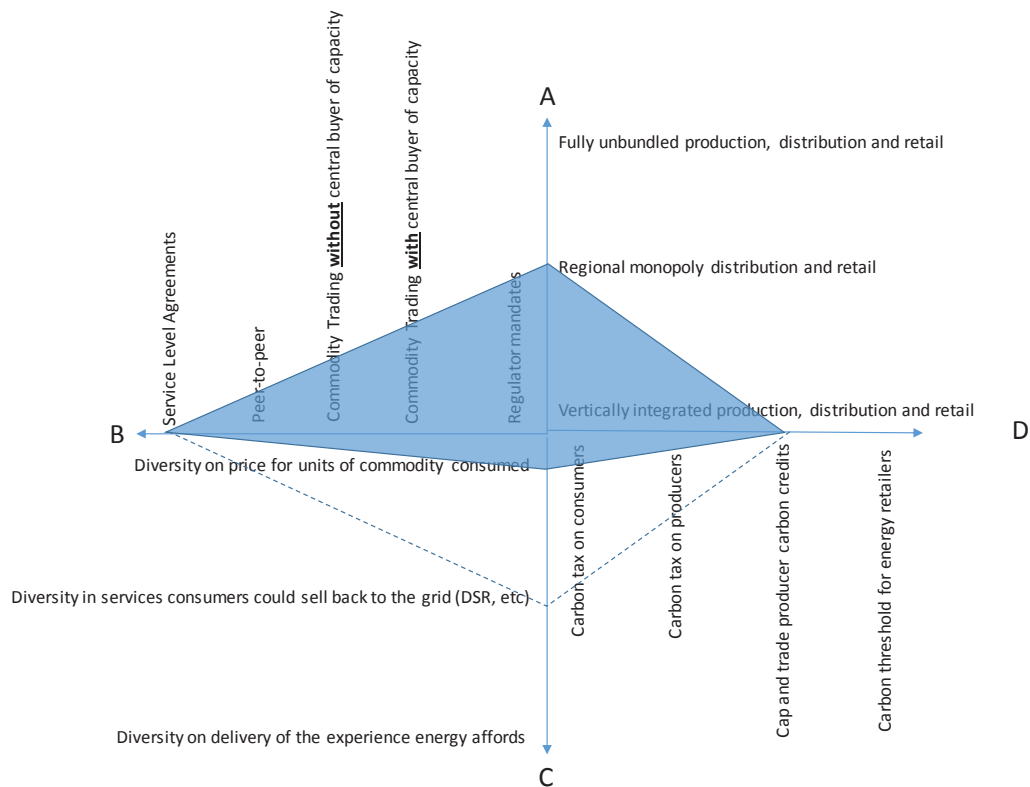 A
Fully unbundled production, distribution and retail
Regional monopoly distribution and retail
Vertically integrated production, distribution and retail
B
Service Level Agreements
Peer-to-peer
Commodity Trading without central buyer of capacity
Commodity Trading with central buyer of capacity
Regulator mandates
D
Diversity on price for units of commodity consumed
Diversity in services consumers could sell back to the grid (DSR, etc)
Diversity on delivery of the experience energy affords
Carbon tax on consumers
Carbon tax on producers
Cap and trade producer carbon credits
Carbon threshold for energy retailers
C